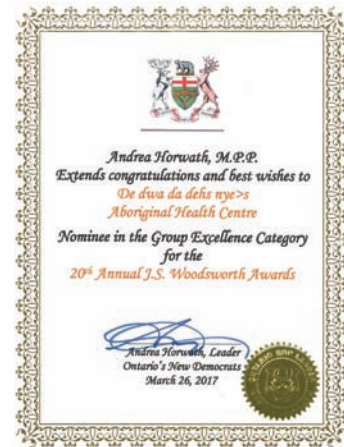 Andrea Horwath, M.P.P.
Extends congratulations and best wishes to
De dwa da dehs nye>s
Aboriginal Health Centre
Nominee in the Group Excellence Category
for the
20th Annual J.S. Woodsworth Awards
Andrea Horwath, Leader
Ontario's New Democrats
March 26, 2017